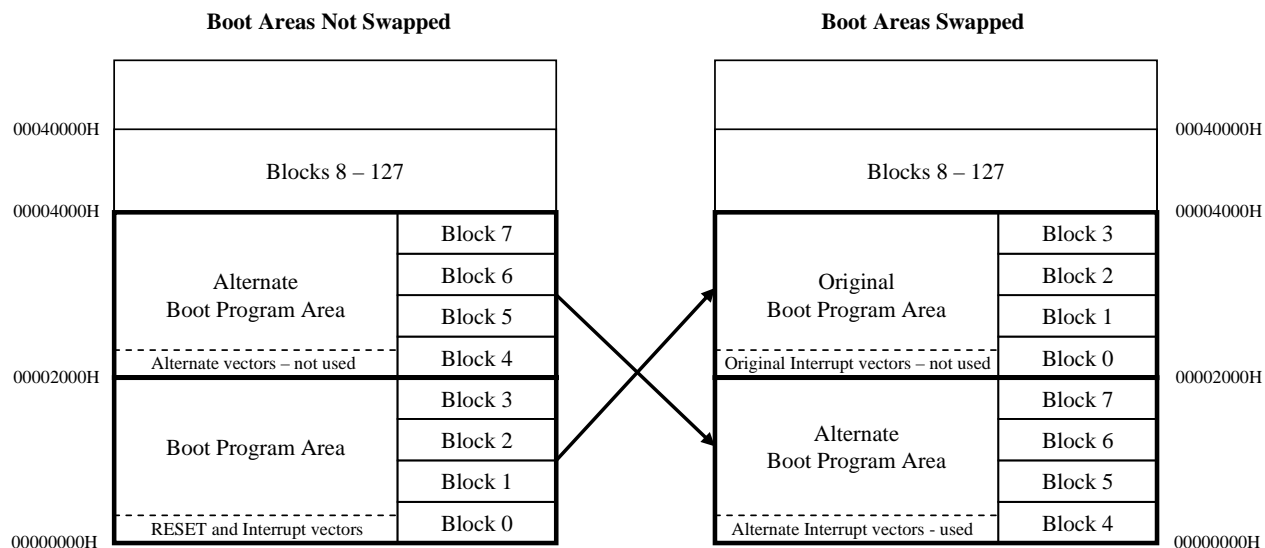 Boot Areas Not Swapped
00040000H
Blocks 8 – 127
00004000H
Alternate
Boot Program Area
Block 7
Block 6
Block 5
Alternate vectors – not used
Block 4
00002000H
Boot Program Area
Block 3
Block 2
Block 1
RESET and Interrupt vectors
Block 0
00000000H
Boot Areas Swapped
00040000H
Blocks 8 – 127
00004000H
Original
Boot Program Area
Block 3
Block 2
Block 1
Original Interrupt vectors – not used
Block 0
00002000H
Alternate
Boot Program Area
Block 7
Block 6
Block 5
Alternate Interrupt vectors - used
Block 4
00000000H